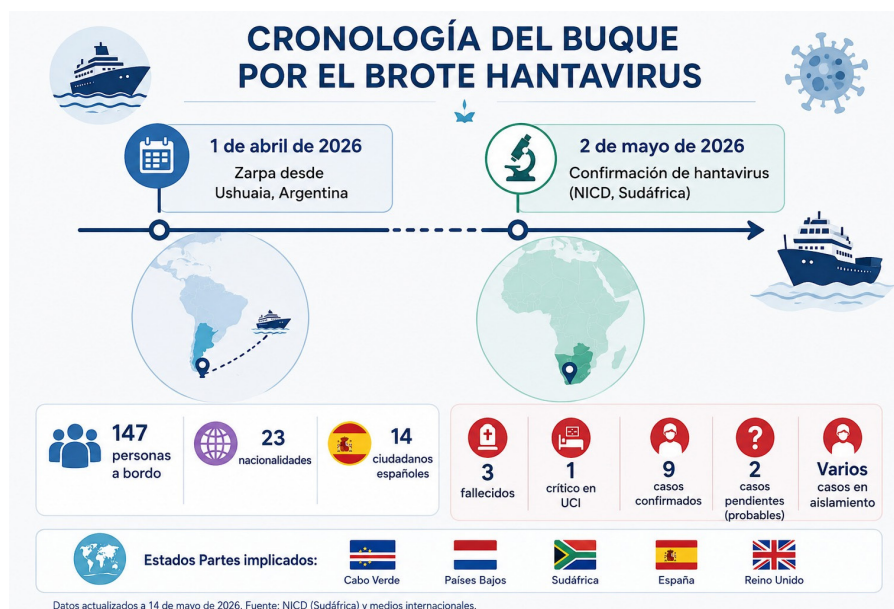 CRONOLOGÍA DEL BUQUE
POR EL BROTE HANTAVIRUS
1 de abril de 2026
Zarpa desde
Ushuaia, Argentina
2 de mayo de 2026
Confirmación de hantavirus
(NICD, Sudáfrica)
147
personas
a bordo
23
nacionalidades
14
ciudadanos
españoles
3
fallecidos
1
crítico en
UCI
9
casos
confirmados
?
2
casos
pendientes
(probables)
Varios
casos en
aislamiento
Estados Partes implicados:
Cabo Verde
Países Bajos
Sudáfrica
España
Reino Unido
Datos actualizados a 14 de mayo de 2026. Fuente: NICD (Sudáfrica) y medios internacionales.